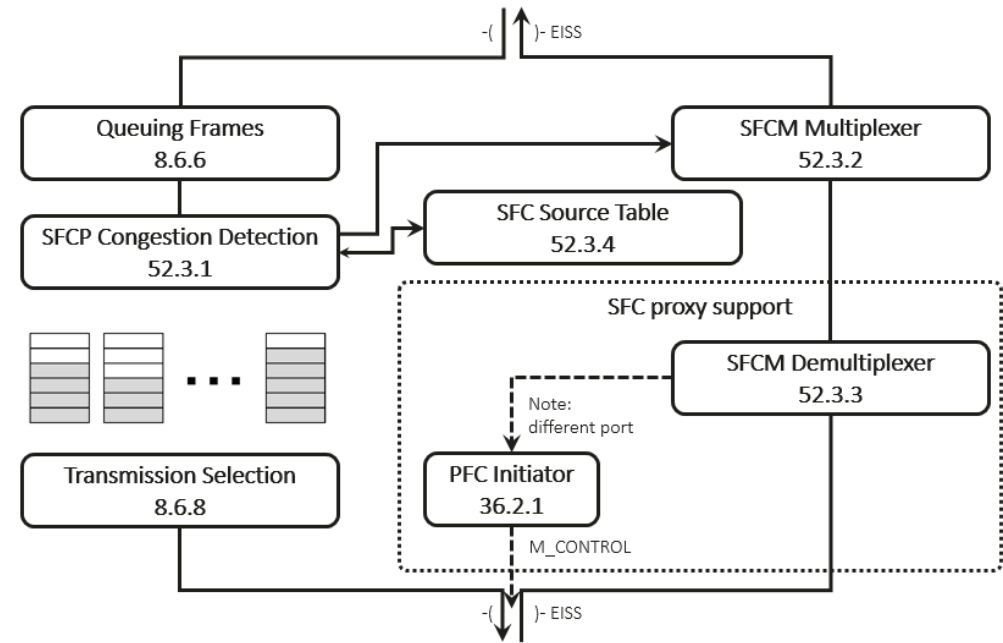 -( )- EISS
Queuing Frames
8.6.6
SFCM Multiplexer
52.3.2
SFCP Congestion Detection
52.3.1
SFC Source Table
52.3.4
SFC proxy support
SFCM Demultiplexer
52.3.3
Note:
different port
Transmission Selection
8.6.8
PFC Initiator
36.2.1
M_CONTROL
-( )- EISS